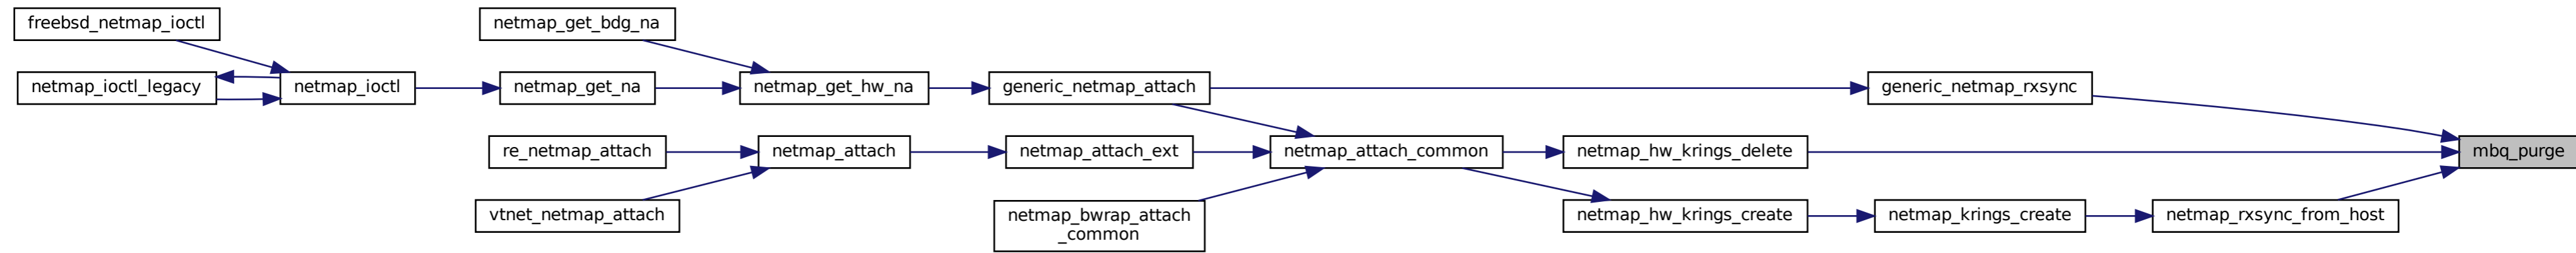 freebsd_netmap_ioctl
netmap_get_bdg_na
netmap_ioctl_legacy
netmap_ioctl
netmap_get_na
netmap_get_hw_na
generic_netmap_attach
generic_netmap_rxsync
re_netmap_attach
netmap_attach
netmap_attach_ext
netmap_attach_common
netmap_hw_krings_delete
mbq_purge
vtnet_netmap_attach
netmap_bwrap_attach
_common
netmap_hw_krings_create
netmap_krings_create
netmap_rxsync_from_host